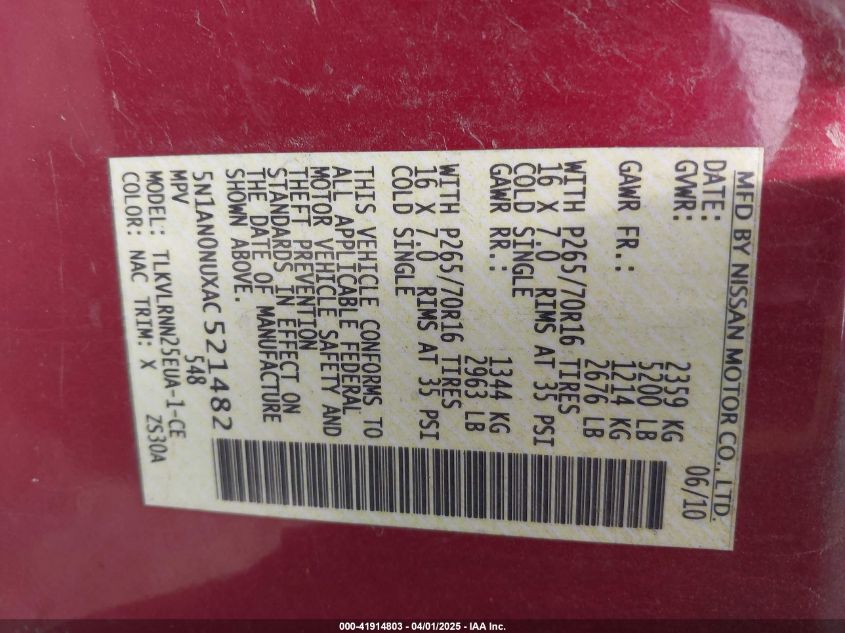 MFD BY NISSAN MOTOR CO., LTD.
DATE: 06/10
GVWR: 2359 KG
5200 LB
GAWR FR.: 1214 KG
2676 LB
WITH P265/70R16 TIRES
16 X 7.0 RIMS AT 35 PSI
COLD SINGLE
GAWR RR.: 1344 KG
2963 LB
WITH P265/70R16 TIRES
16 X 7.0 RIMS AT 35 PSI
COLD SINGLE
THIS VEHICLE CONFORMS TO
ALL APPLICABLE FEDERAL
MOTOR VEHICLE SAFETY AND
THEFT PREVENTION
STANDARDS IN EFFECT ON
THE DATE OF MANUFACTURE
SHOWN ABOVE.
5N1AN0NUXAC521482
MPV 548
MODEL: TLKVLRWN25EUA-1-CE
COLOR: NAC TRIM: X ZS30A
000-41914803 / 04/01/2025 - IAA Inc.